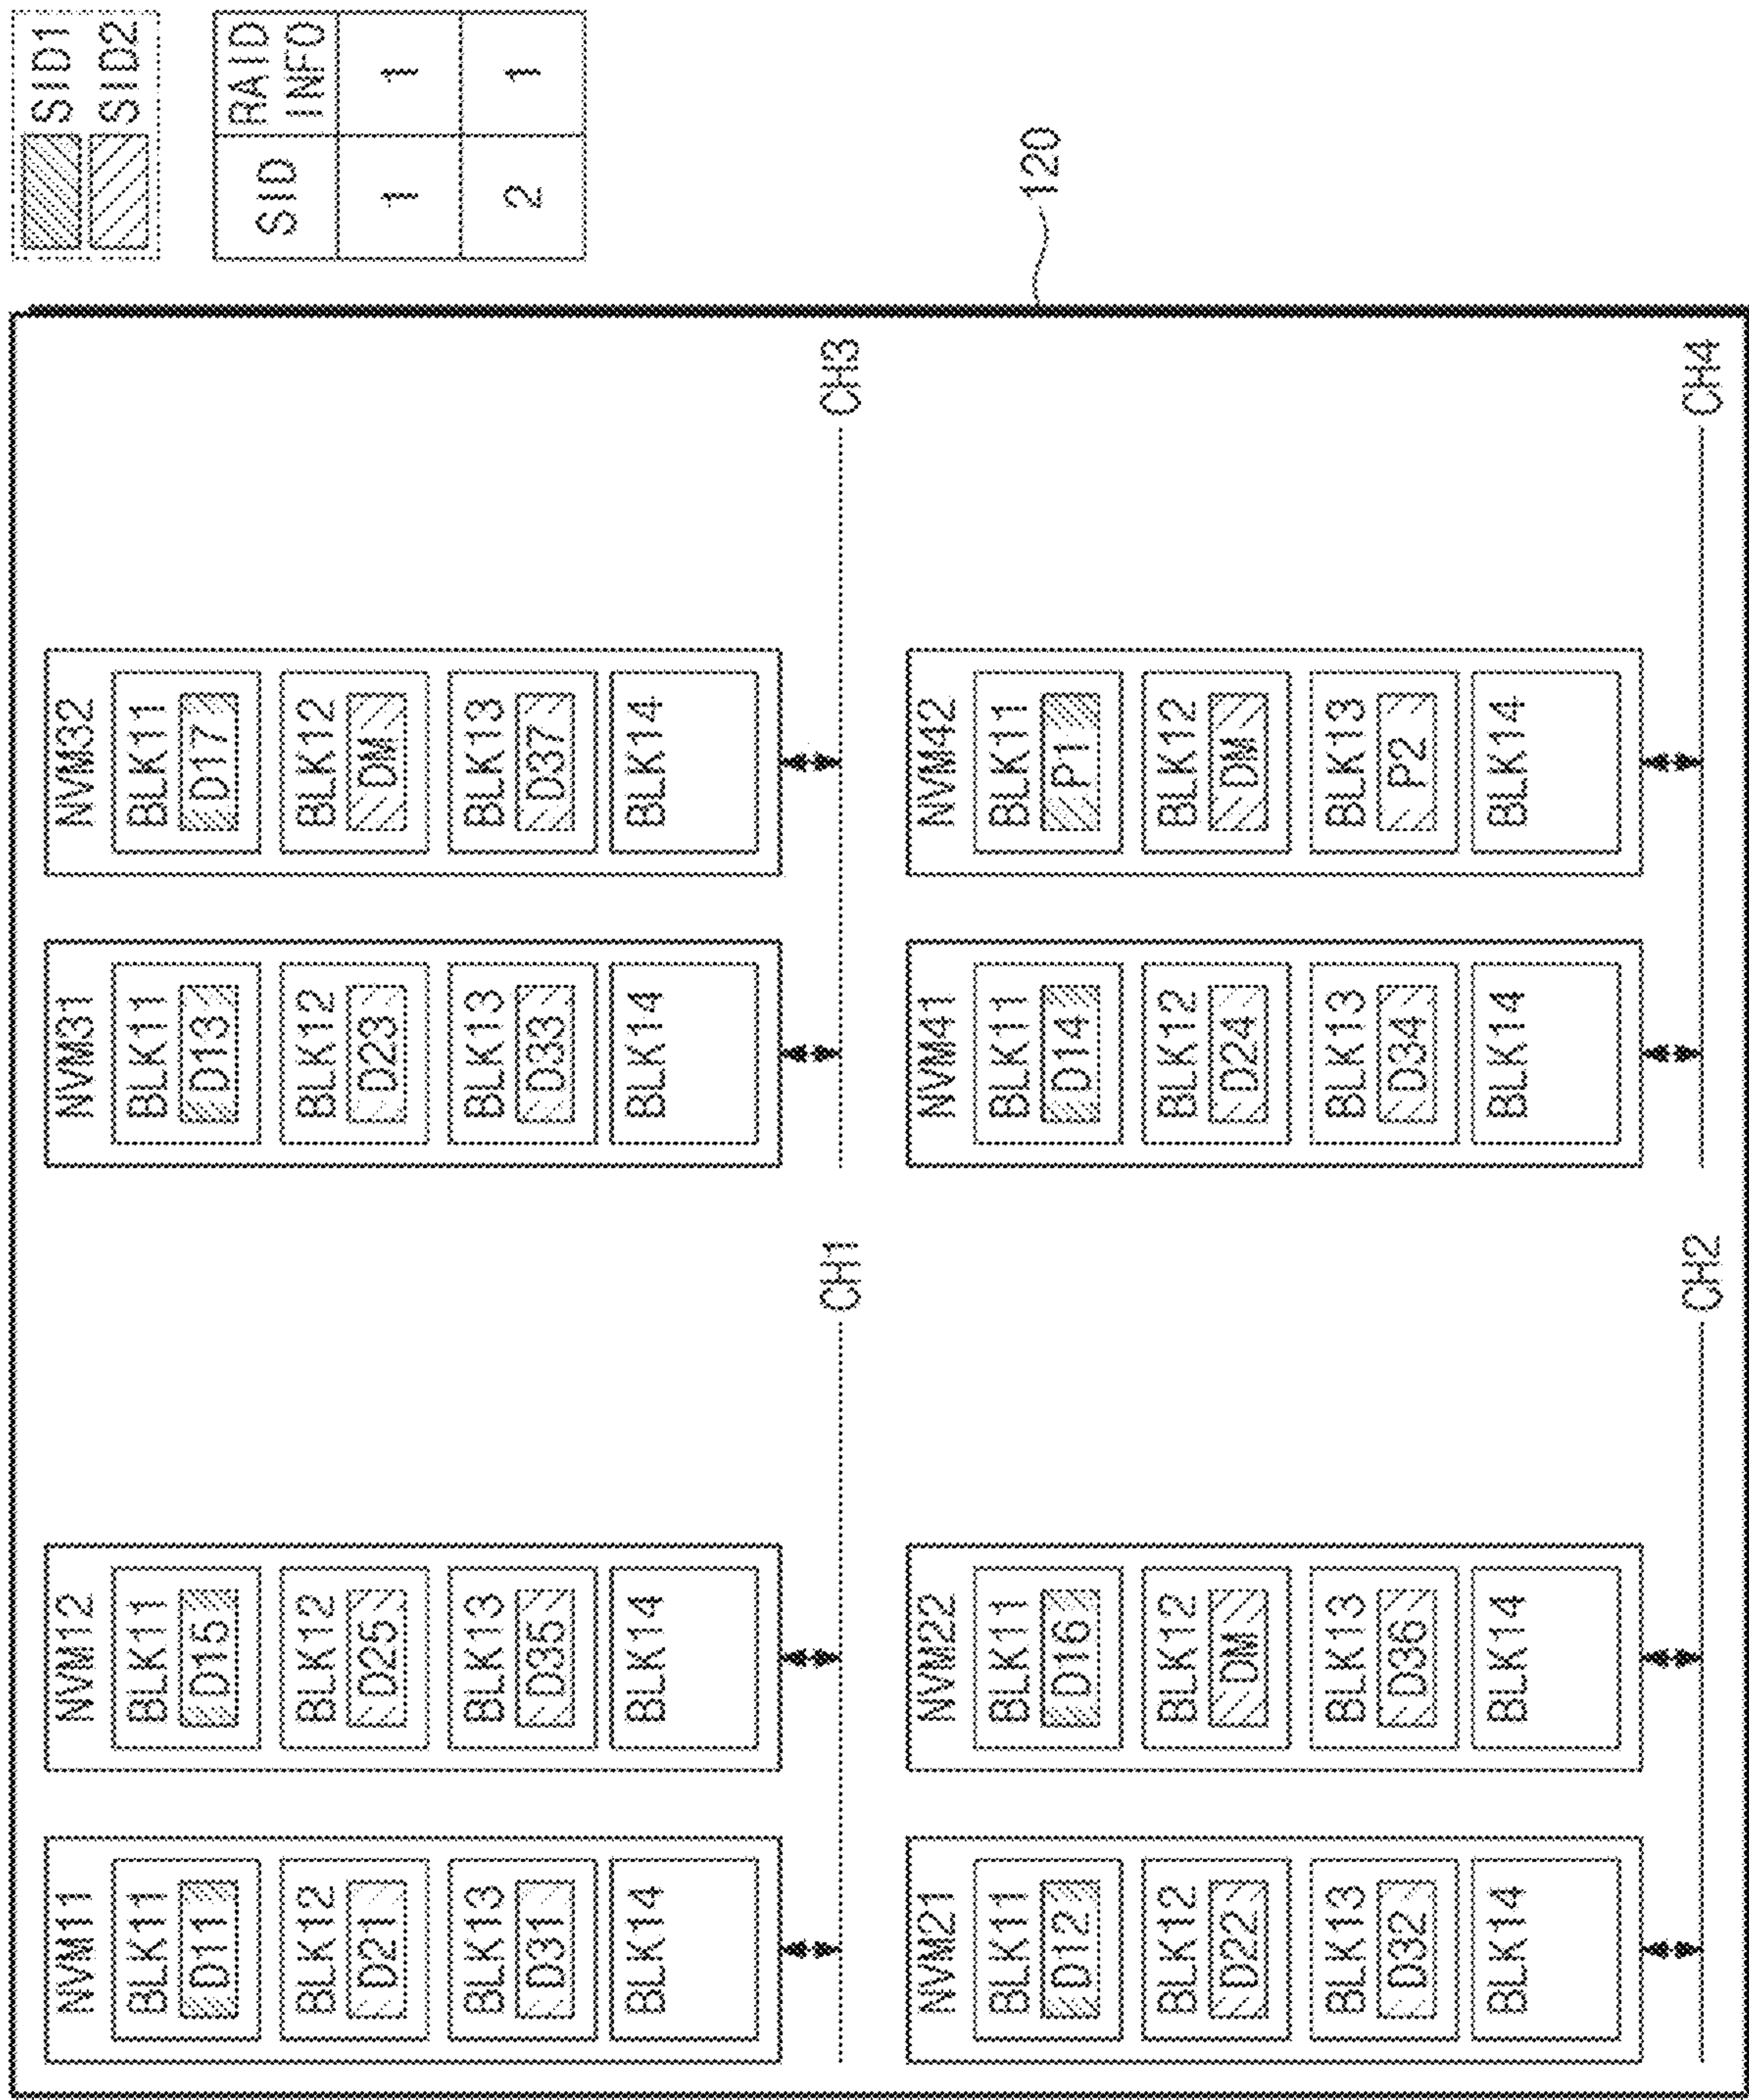 SID1
SID2
SID
RAID
INFO
1
1
2
1
120
NVM11
BLK11
D11
BLK12
D21
BLK13
D31
BLK14
NVM12
BLK11
D15
BLK12
D25
BLK13
D35
BLK14
CH1
NVM31
BLK11
D13
BLK12
D23
BLK13
D33
BLK14
NVM32
BLK11
D17
BLK12
DM
BLK13
D37
BLK14
CH3
NVM21
BLK11
D12
BLK12
D22
BLK13
D32
BLK14
NVM22
BLK11
D16
BLK12
DM
BLK13
D36
BLK14
CH2
NVM41
BLK11
D14
BLK12
D24
BLK13
D34
BLK14
NVM42
BLK11
P1
BLK12
DM
BLK13
P2
BLK14
CH4